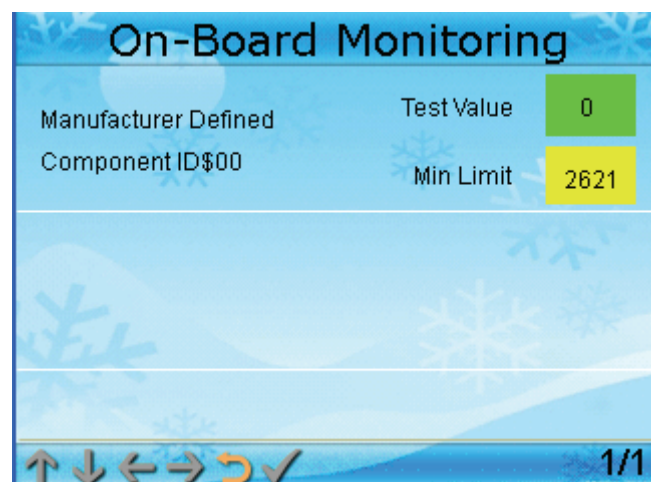 On-Board Monitoring
Manufacturer Defined
Component ID$00
Test Value 0
Min Limit 2621
1/1